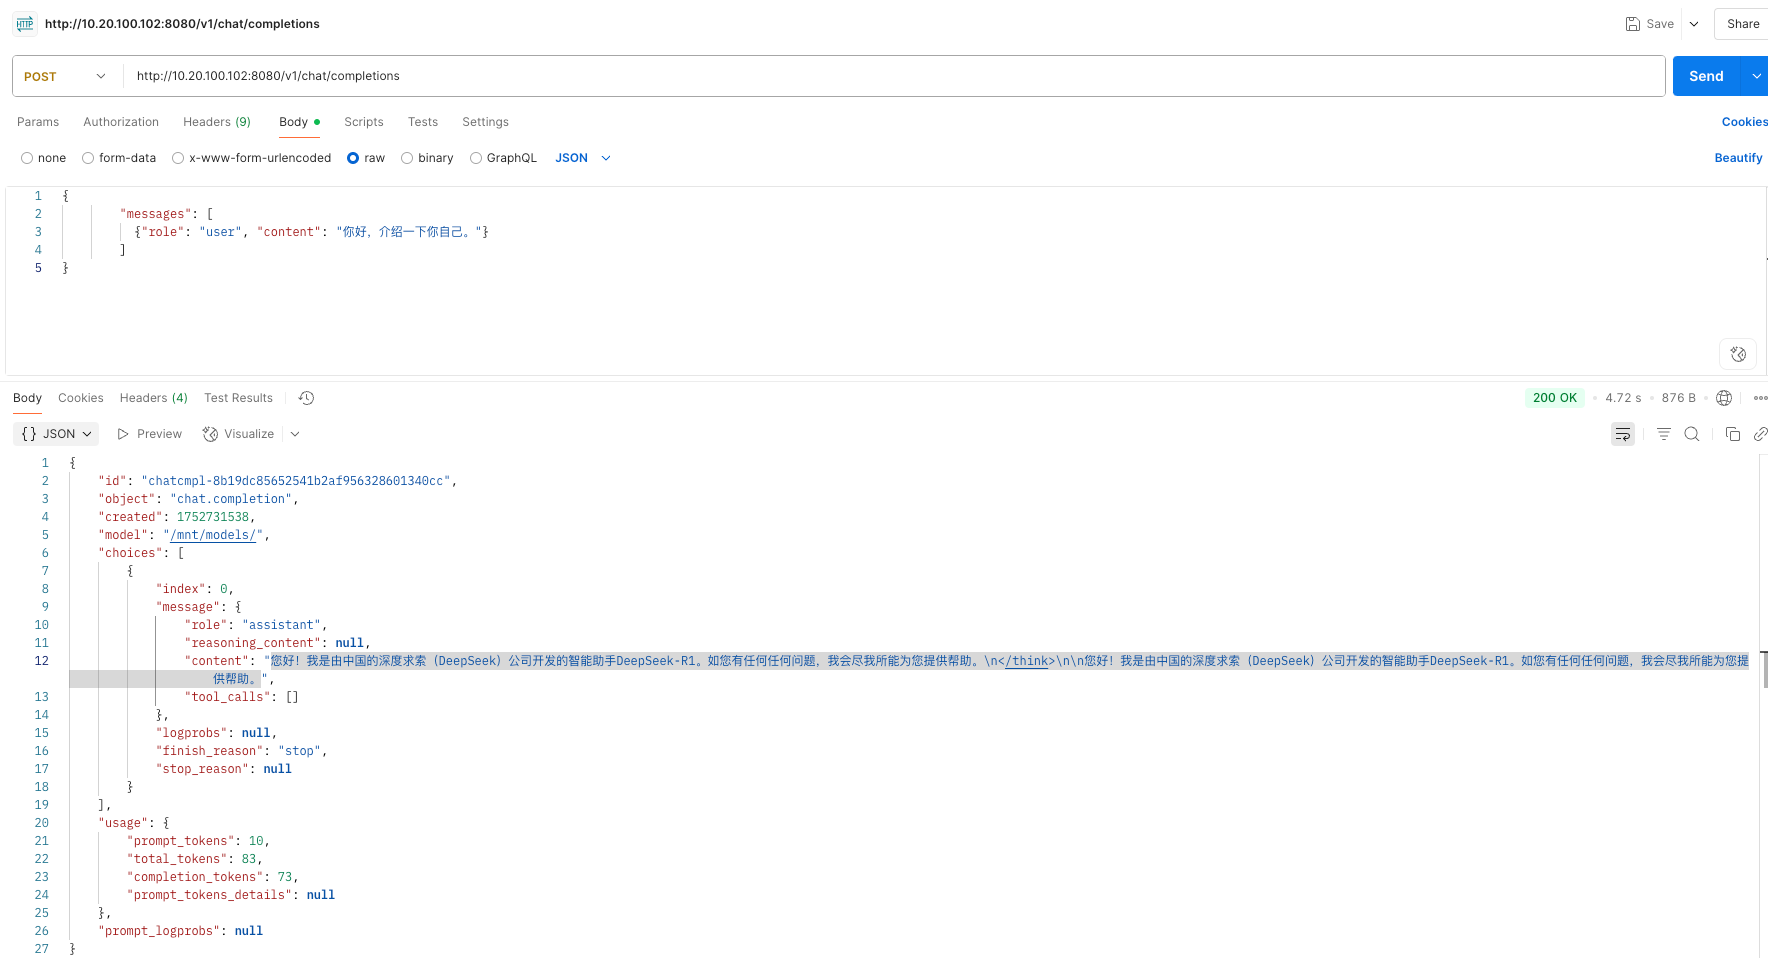 HTTP http://10.20.100.102:8080/v1/chat/completions Save Share
POST http://10.20.100.102:8080/v1/chat/completions Send
Params Authorization Headers (9) Body Scripts Tests Settings Cookies
none form-data x-www-form-urlencoded raw binary GraphQL JSON Beautify
1 {
2 "messages": [
3 {"role": "user", "content": "你好，介绍一下你自己。"}
4 ]
5 }
Body Cookies Headers (4) Test Results 200 OK 4.72 s 876 B
{} JSON Preview Visualize
1 {
2 "id": "chatcmpl-8b19dc85652541b2af956328601340cc",
3 "object": "chat.completion",
4 "created": 1752731538,
5 "model": "/mnt/models/",
6 "choices": [
7 {
8 "index": 0,
9 "message": {
10 "role": "assistant",
11 "reasoning_content": null,
12 "content": "您好！我是由中国的深度求索（DeepSeek）公司开发的智能助手DeepSeek-R1。如您有任何任何问题，我会尽我所能为您提供帮助。\n</think>\n\n您好！我是由中国的深度求索（DeepSeek）公司开发的智能助手DeepSeek-R1。如您有任何任何问题，我会尽我所能为您提
供帮助。",
13 "tool_calls": []
14 },
15 "logprobs": null,
16 "finish_reason": "stop",
17 "stop_reason": null
18 }
19 ],
20 "usage": {
21 "prompt_tokens": 10,
22 "total_tokens": 83,
23 "completion_tokens": 73,
24 "prompt_tokens_details": null
25 },
26 "prompt_logprobs": null
27 }